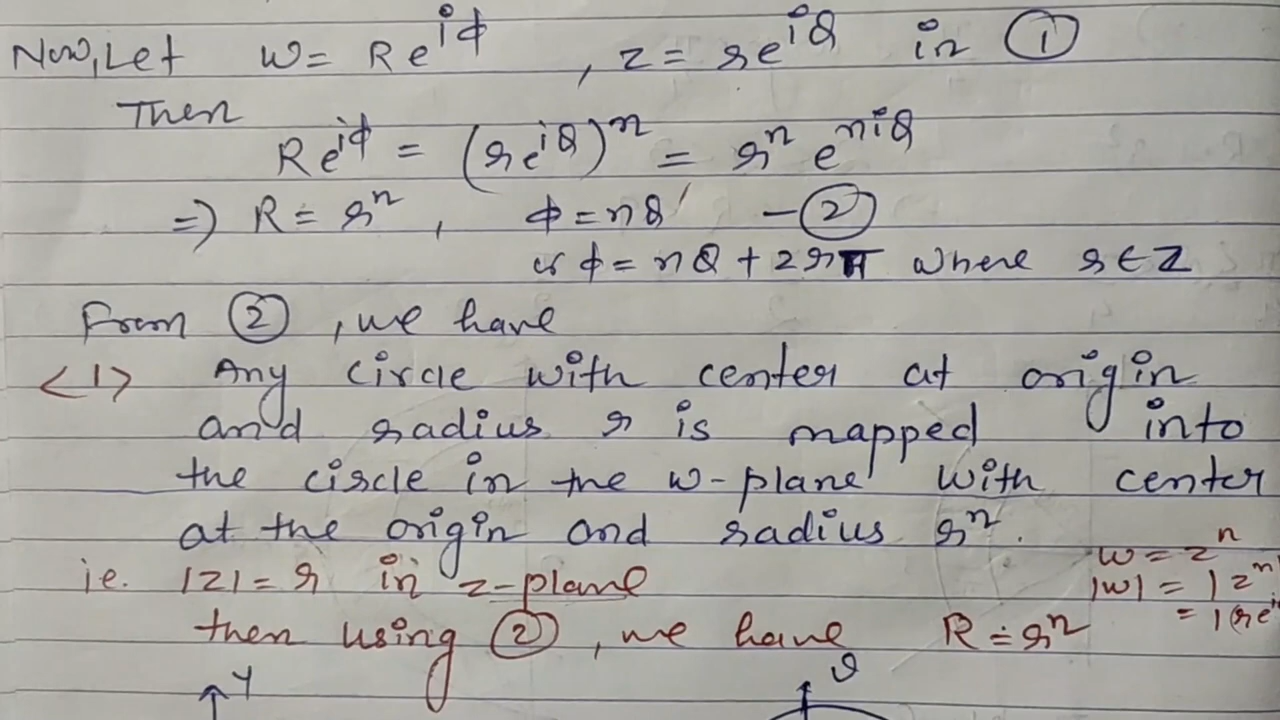 Now, Let w = Re^{iφ} , z = re^{iθ} in ①
Then
Re^{iφ} = (re^{iθ})^n = r^n e^{niθ}
=> R = r^n , φ = nθ - ②
or φ = nθ + 2rπ where r ∈ Z
From ② , we have
<1> Any circle with center at origin
and radius r is mapped into
the circle in the w-plane with center
at the origin and radius r^n .
w = z^n
i.e. |z| = r in z-plane
|w| = |z^n|
= |(re^i
then using ② , we have R = r^n
Y